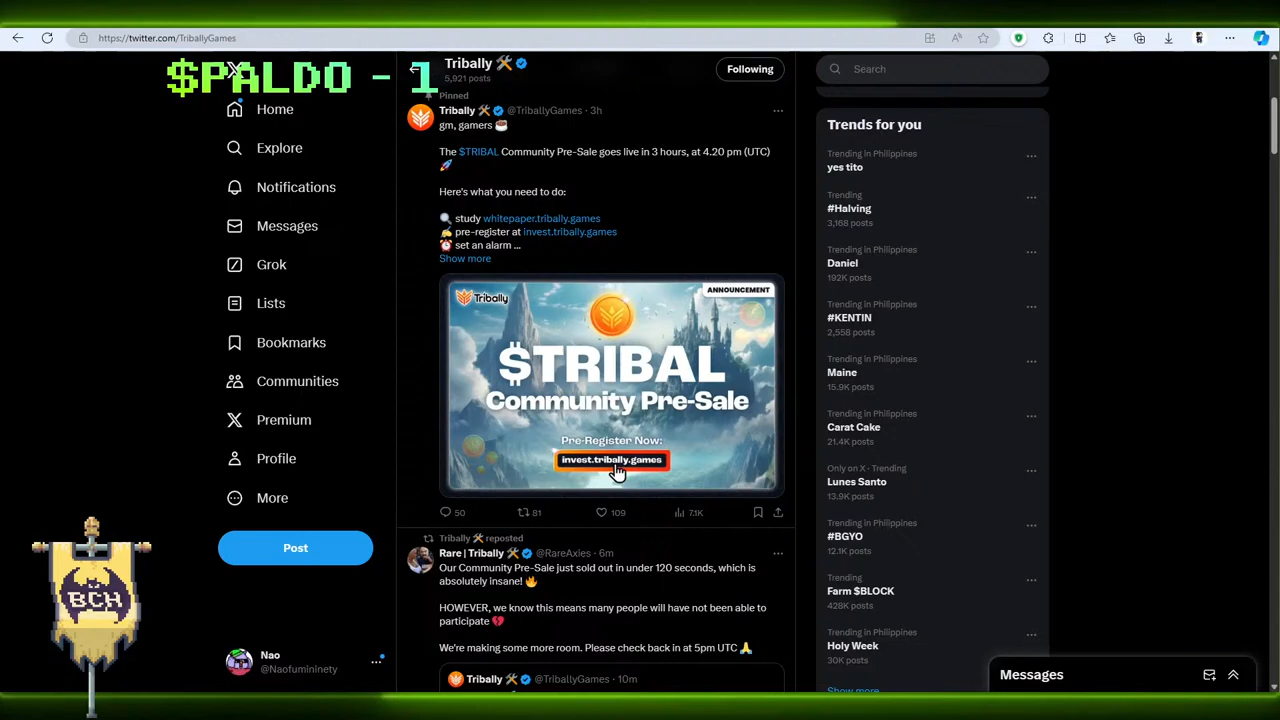 https://twitter.com/TriballyGames
$PALDO - 1
Home
Explore
Notifications
Messages
Grok
Lists
Bookmarks
Communities
Premium
Profile
More
Post
BCH
Nao
@Naofumininety
Tribally
5,921 posts
Following
Pinned
Tribally @TriballyGames · 3h
gm, gamers
The $TRIBAL Community Pre-Sale goes live in 3 hours, at 4.20 pm (UTC)
Here's what you need to do:
study whitepaper.tribally.games
pre-register at invest.tribally.games
set an alarm ...
Show more
Tribally
ANNOUNCEMENT
$TRIBAL
Community Pre-Sale
Pre-Register Now:
invest.tribally.games
50
81
109
7.1K
Tribally reposted
Rare | Tribally @RareAxies · 6m
Our Community Pre-Sale just sold out in under 120 seconds, which is
absolutely insane!
HOWEVER, we know this means many people will have not been able to
participate
We're making some more room. Please check back in at 5pm UTC
Tribally @TriballyGames · 10m
Search
Trends for you
Trending in Philippines
yes tito
Trending
#Halving
3,168 posts
Trending in Philippines
Daniel
192K posts
Trending in Philippines
#KENTIN
2,558 posts
Trending in Philippines
Maine
15.9K posts
Trending in Philippines
Carat Cake
21.4K posts
Only on X · Trending
Lunes Santo
13.9K posts
Trending in Philippines
#BGYO
12.1K posts
Trending
Farm $BLOCK
428K posts
Trending in Philippines
Holy Week
30K posts
Show more
Messages